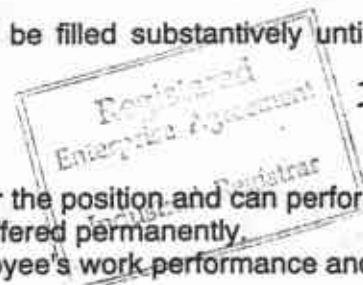 be filled substantively unti
Registered
Enterprise Agreement
Industrial Registrar
r the position and can perfor
fered permanently.
oyee's work performance and